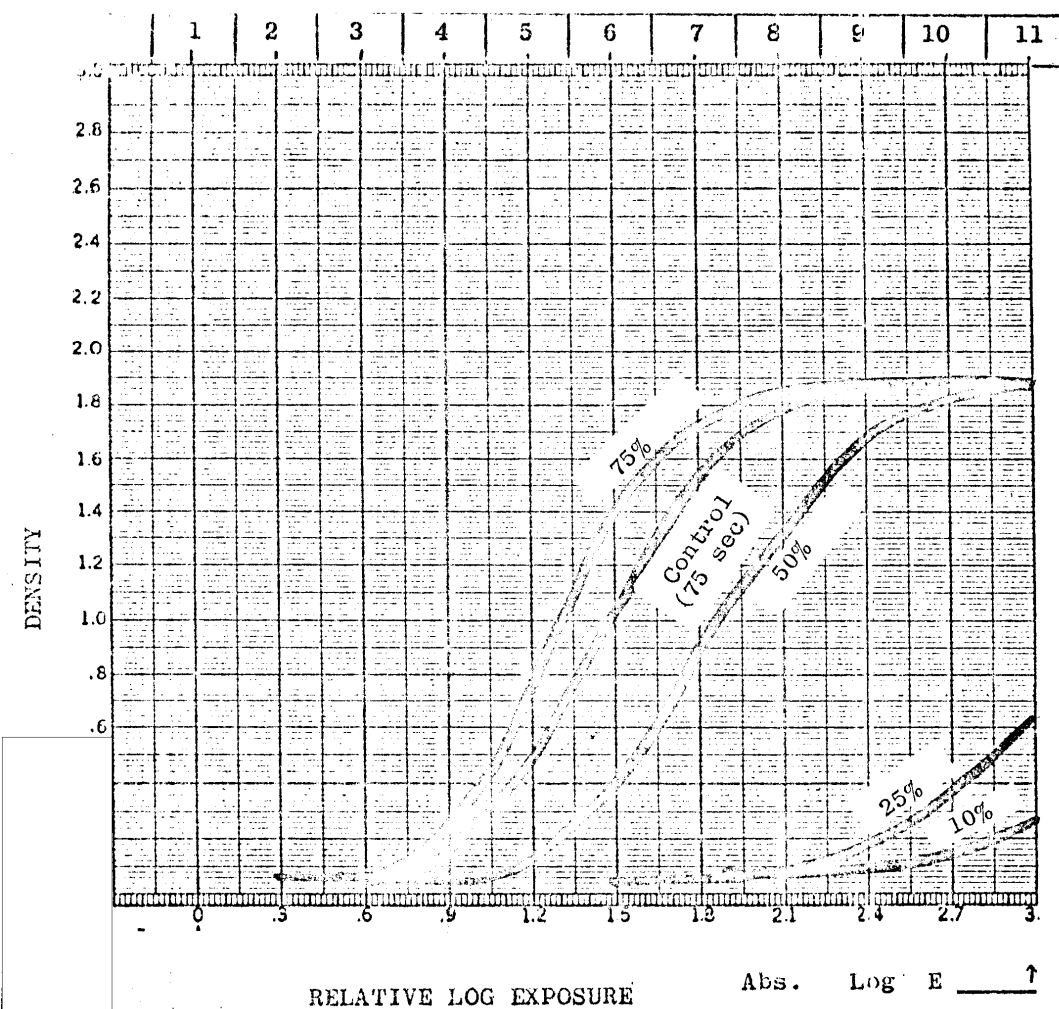 1 2 3 4 5 6 7 8 9 10 11
2.8
2.6
2.4
2.2
2.0
1.8
1.6
1.4
1.2
1.0
.8
.6
DENSITY
75%
Control
(75 sec)
50%
25%
10%
0 .3 .6 .9 1.2 1.5 1.8 2.1 2.4 2.7 3.
RELATIVE LOG EXPOSURE
Abs. Log E ↑